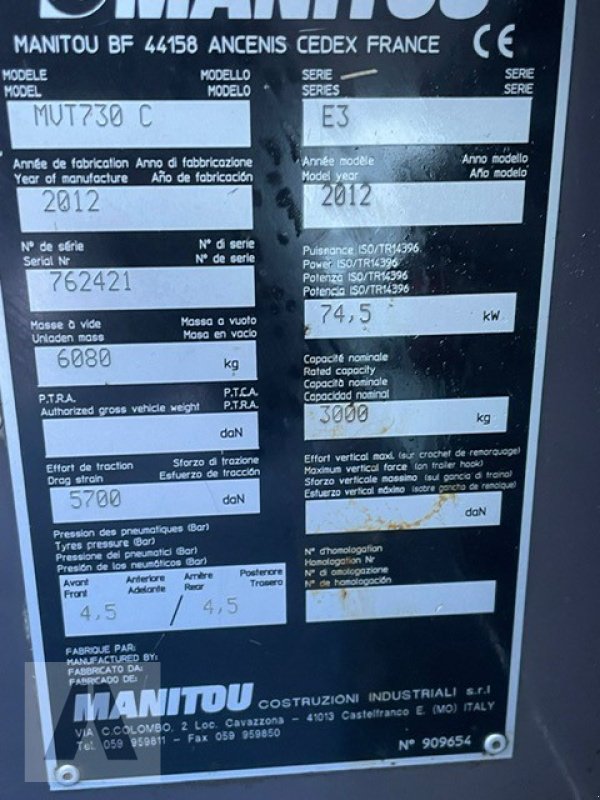 MANITOU
MANITOU BF 44158 ANCENIS CEDEX FRANCE CE
MODELE MODELLO
MODEL MODELO
MVT730 C
SERIE SERIE
SERIES SERIE
E3
Année de fabrication Anno di fabbricazione
Year of manufacture Año de fabricación
2012
Année modèle Anno modello
Model year Año modelo
2012
N° de série N° di serie
Serial Nr N° de serie
762421
Puissance ISO/TR14396
Power ISO/TR14396
Potenza ISO/TR14396
Potencia ISO/TR14396
74,5 kW
Masse à vide Massa a vuoto
Unladen mass Masa en vacio
6080 kg
Capacité nominale
Rated capacity
Capacità nominale
Capacidad nominal
3000 kg
P.T.R.A. P.T.C.A.
Authorized gross vehicle weight P.T.R.A.
daN
Effort vertical maxi. (sur crochet de remorquage)
Maximum vertical force (on trailer hook)
Sforzo verticale massimo (sul gancio di traino)
Esfuerzo vertical máximo (sobre gancho de remolque)
daN
Effort de traction Sforzo di trazione
Drag strain Esfuerzo de tracción
5700 daN
Pression des pneumatiques (Bar)
Tyres pressure (Bar)
Pressione dei pneumatici (Bar)
Presión de los neumóticos (Bar)
Avant Anteriore Arrière Posteriore
Front Adelante Rear Trasero
4,5 / 4,5
N° d'homologation
Homologation Nr
N° di omologazione
N° de homologación
FABRIQUE PAR:
MANUFACTURED BY:
FABBRICATO DA:
FABRICADO DE:
MANITOU COSTRUZIONI INDUSTRIALI s.r.l
VIA C.COLOMBO, 2 Loc. Cavazzona - 41013 Castelfranco E. (MO) ITALY
Tel. 059 959811 - Fax 059 959850
N° 909654